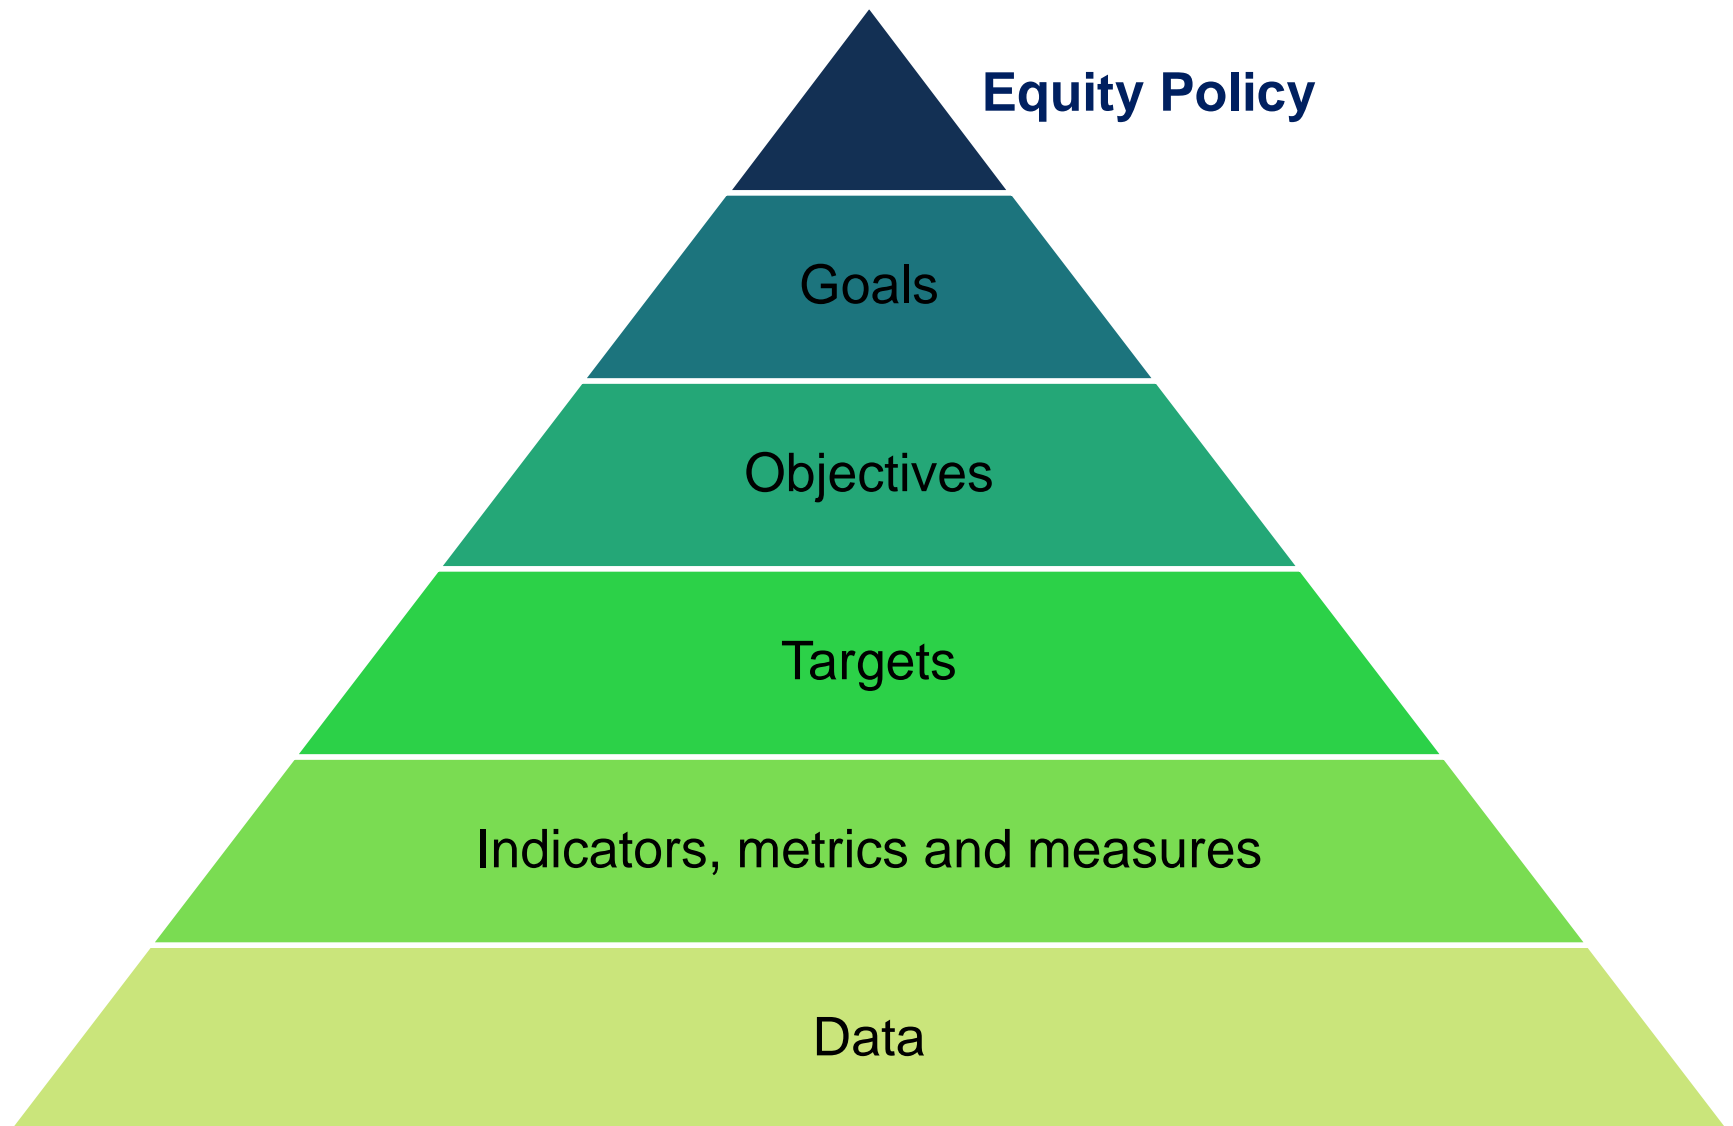 Equity Policy
Goals
Objectives
Targets
Indicators, metrics and measures
Data